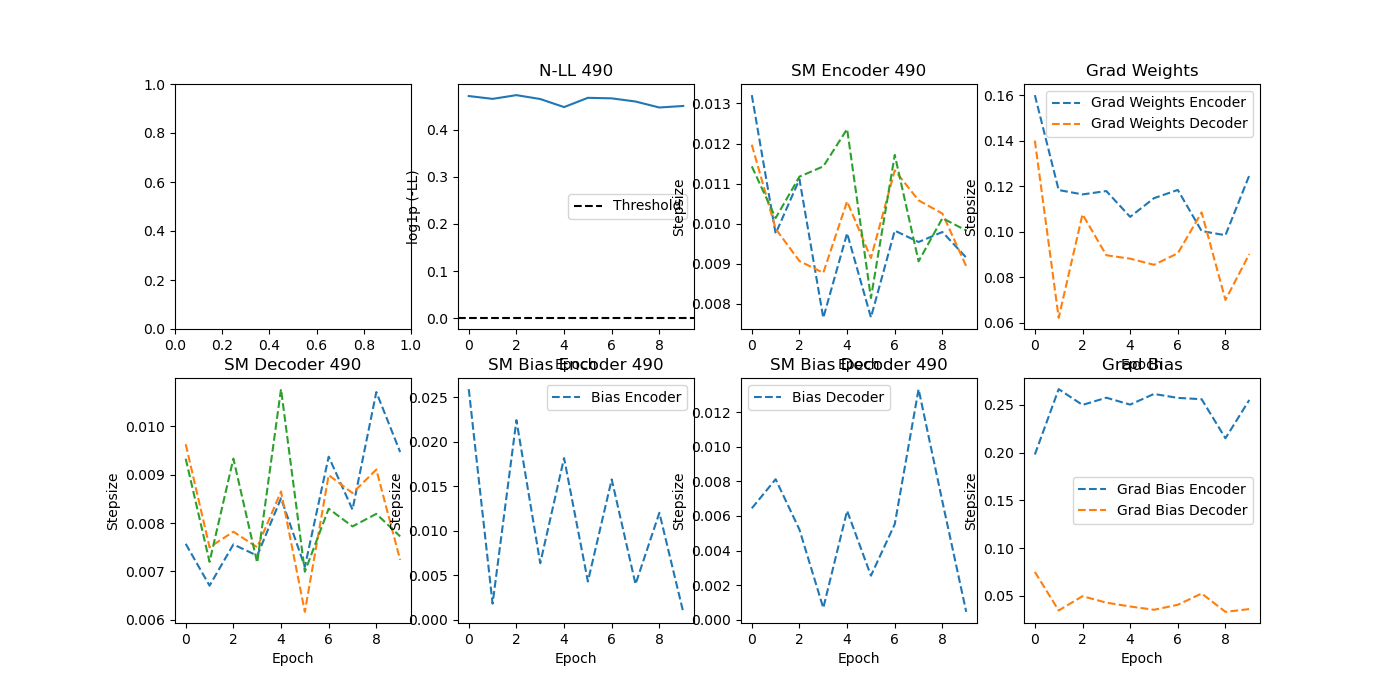 N-LL 490
SM Encoder 490
Grad Weights
1.0
0.8
0.6
0.4
0.2
0.0
0.0 0.2 0.4 0.6 0.8 1.0
log1p (-LL)
0.4
0.3
0.2
0.1
0.0
Threshold
0 2 4 6 8
Epoch
Stepsize
0.013
0.012
0.011
0.010
0.009
0.008
0 2 4 6 8
Epoch
Stepsize
0.16
0.14
0.12
0.10
0.08
0.06
Grad Weights Encoder
Grad Weights Decoder
0 2 4 6 8
Epoch
SM Decoder 490
SM Bias Encoder 490
SM Bias Decoder 490
Grad Bias
Stepsize
0.010
0.009
0.008
0.007
0.006
0 2 4 6 8
Epoch
Stepsize
0.025
0.020
0.015
0.010
0.005
0.000
Bias Encoder
0 2 4 6 8
Epoch
Stepsize
0.012
0.010
0.008
0.006
0.004
0.002
0.000
Bias Decoder
0 2 4 6 8
Epoch
Stepsize
0.25
0.20
0.15
0.10
0.05
Grad Bias Encoder
Grad Bias Decoder
0 2 4 6 8
Epoch